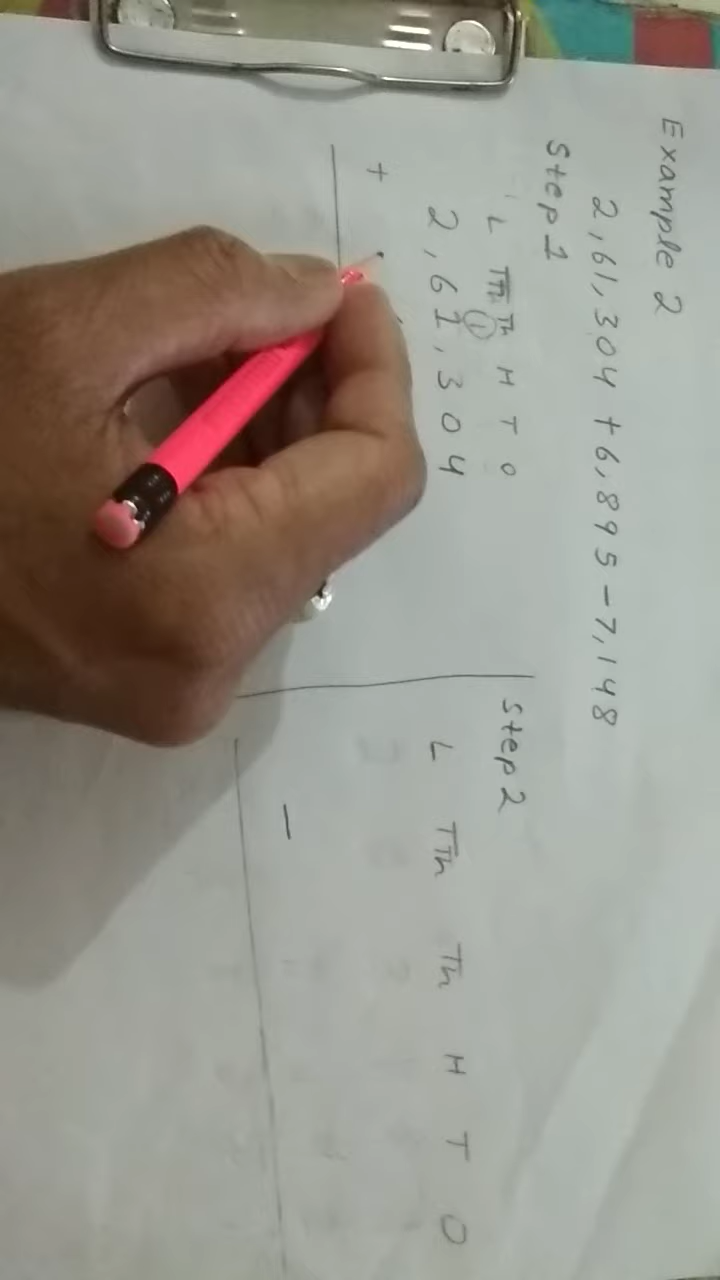 Example 2
2,61,304 + 6,895 - 7,148
Step 1
L TTh Th H T O
1
2,61,304
+
Step 2
L TTh Th H T O
-